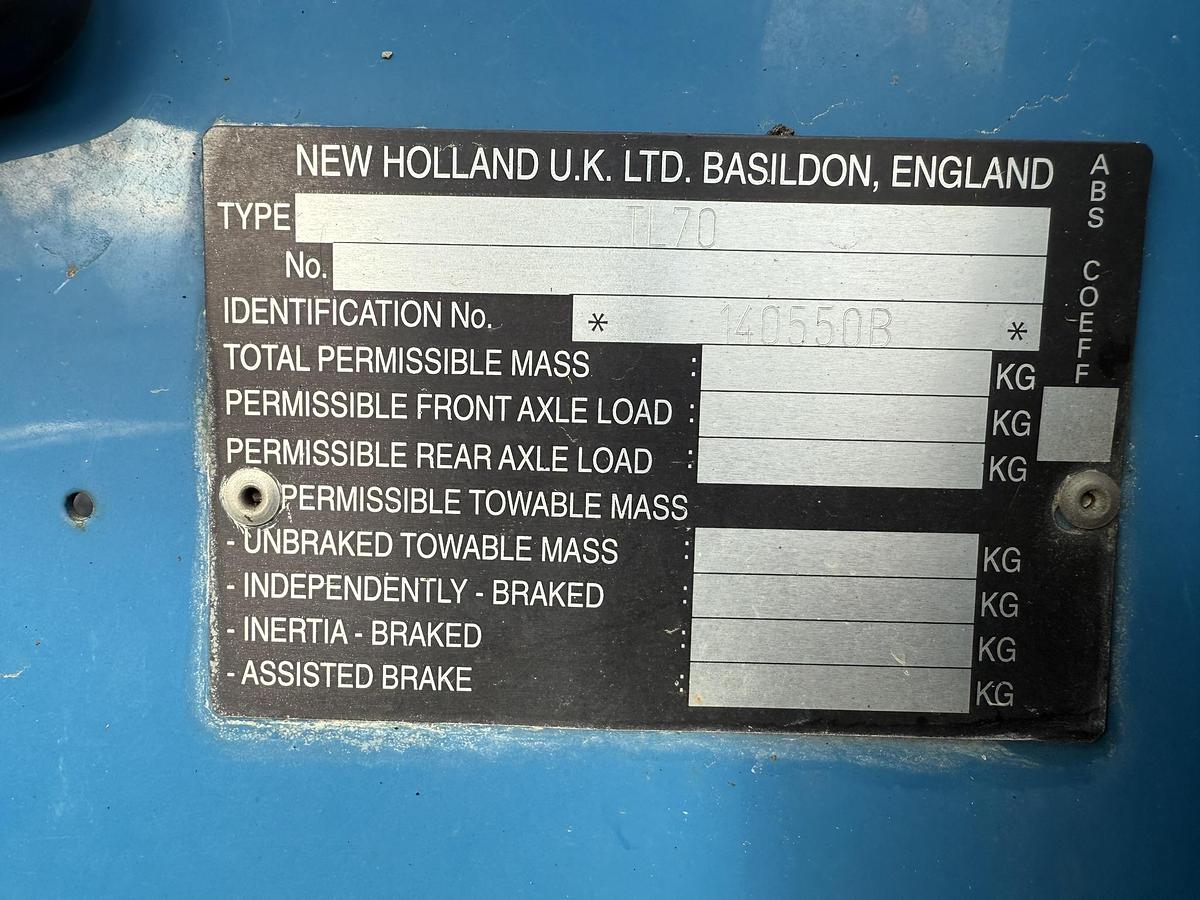 NEW HOLLAND U.K. LTD. BASILDON, ENGLAND
TYPE TL70
No.
IDENTIFICATION No. * 140550B *
TOTAL PERMISSIBLE MASS : KG
PERMISSIBLE FRONT AXLE LOAD : KG
PERMISSIBLE REAR AXLE LOAD : KG
PERMISSIBLE TOWABLE MASS
- UNBRAKED TOWABLE MASS : KG
- INDEPENDENTLY - BRAKED : KG
- INERTIA - BRAKED : KG
- ASSISTED BRAKE : KG
ABS COEFF